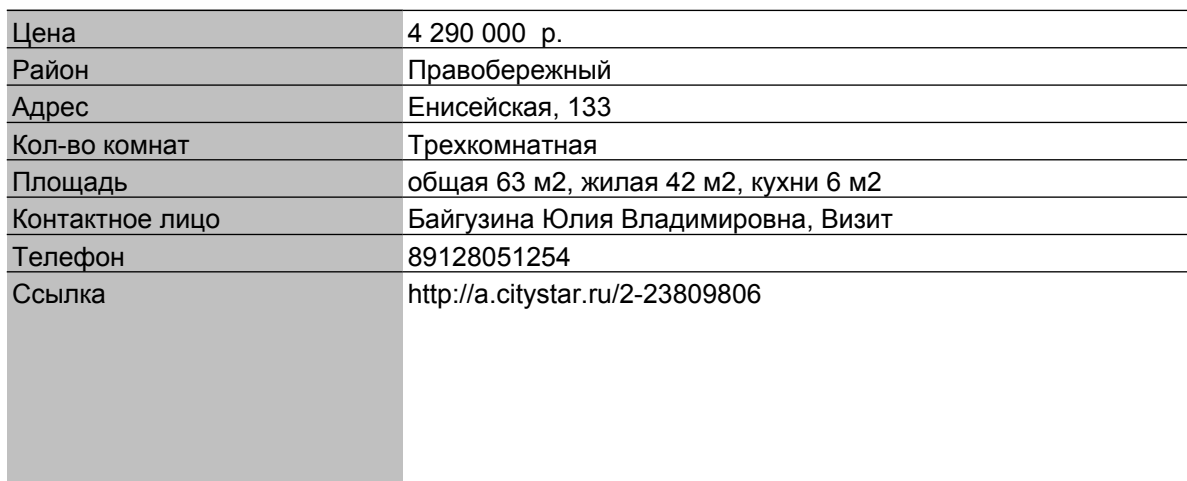 Цена 4 290 000 р.
Район Правобережный
Адрес Енисейская, 133
Кол-во комнат Трехкомнатная
Площадь общая 63 м2, жилая 42 м2, кухни 6 м2
Контактное лицо Байгузина Юлия Владимировна, Визит
Телефон 89128051254
Ссылка http://a.citystar.ru/2-23809806